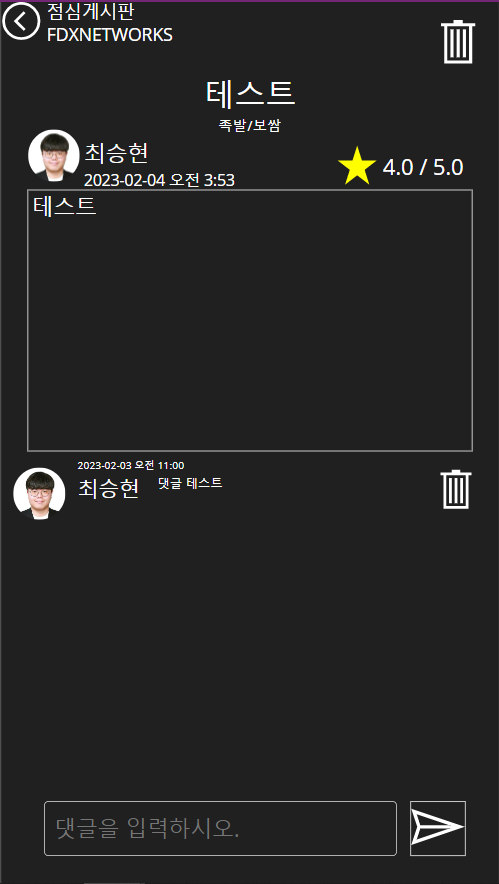 점심게시판
FDXNETWORKS
테스트
족발/보쌈
최승현
2023-02-04 오전 3:53
4.0 / 5.0
테스트
2023-02-03 오전 11:00
최승현
댓글 테스트
댓글을 입력하시오.